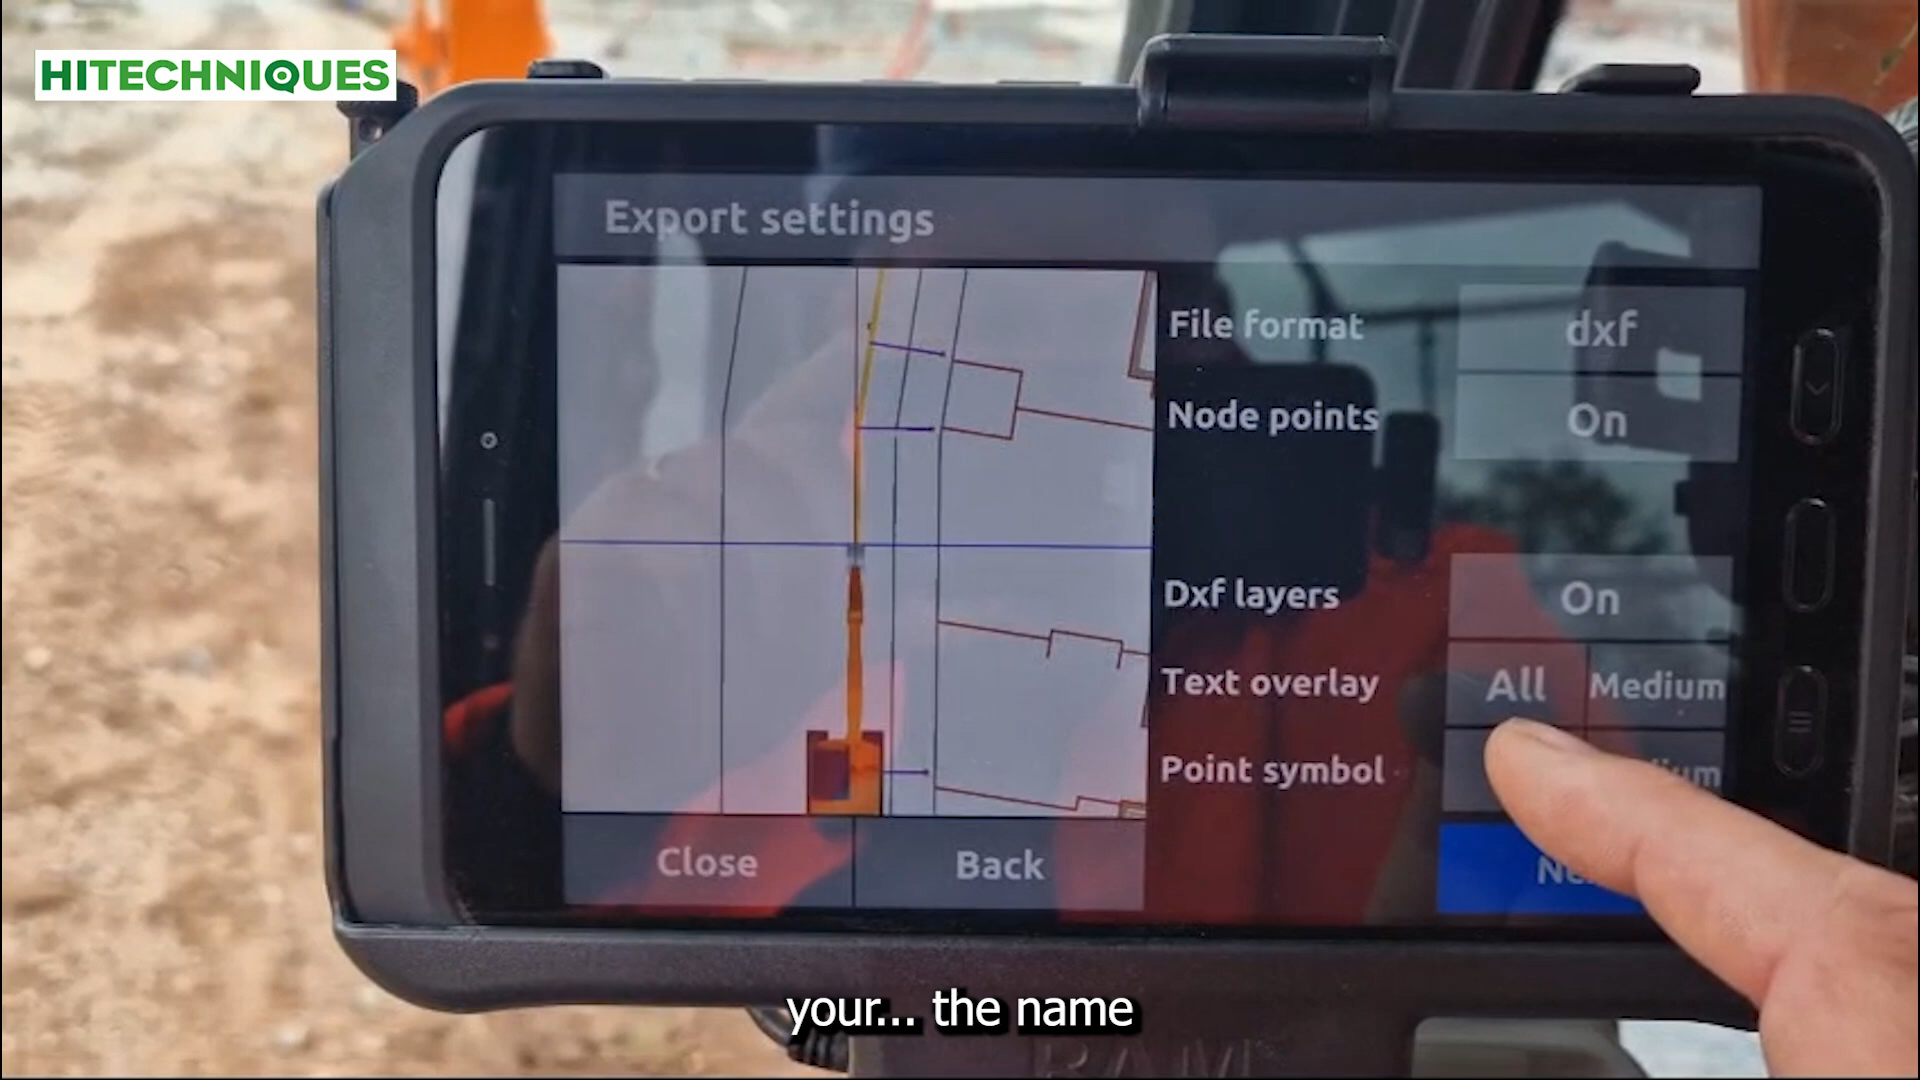 HITECHNIQUES
Export settings
File format dxf
Node points On
Dxf layers On
Text overlay All Medium
Point symbol
Close Back
your... the name
RAM